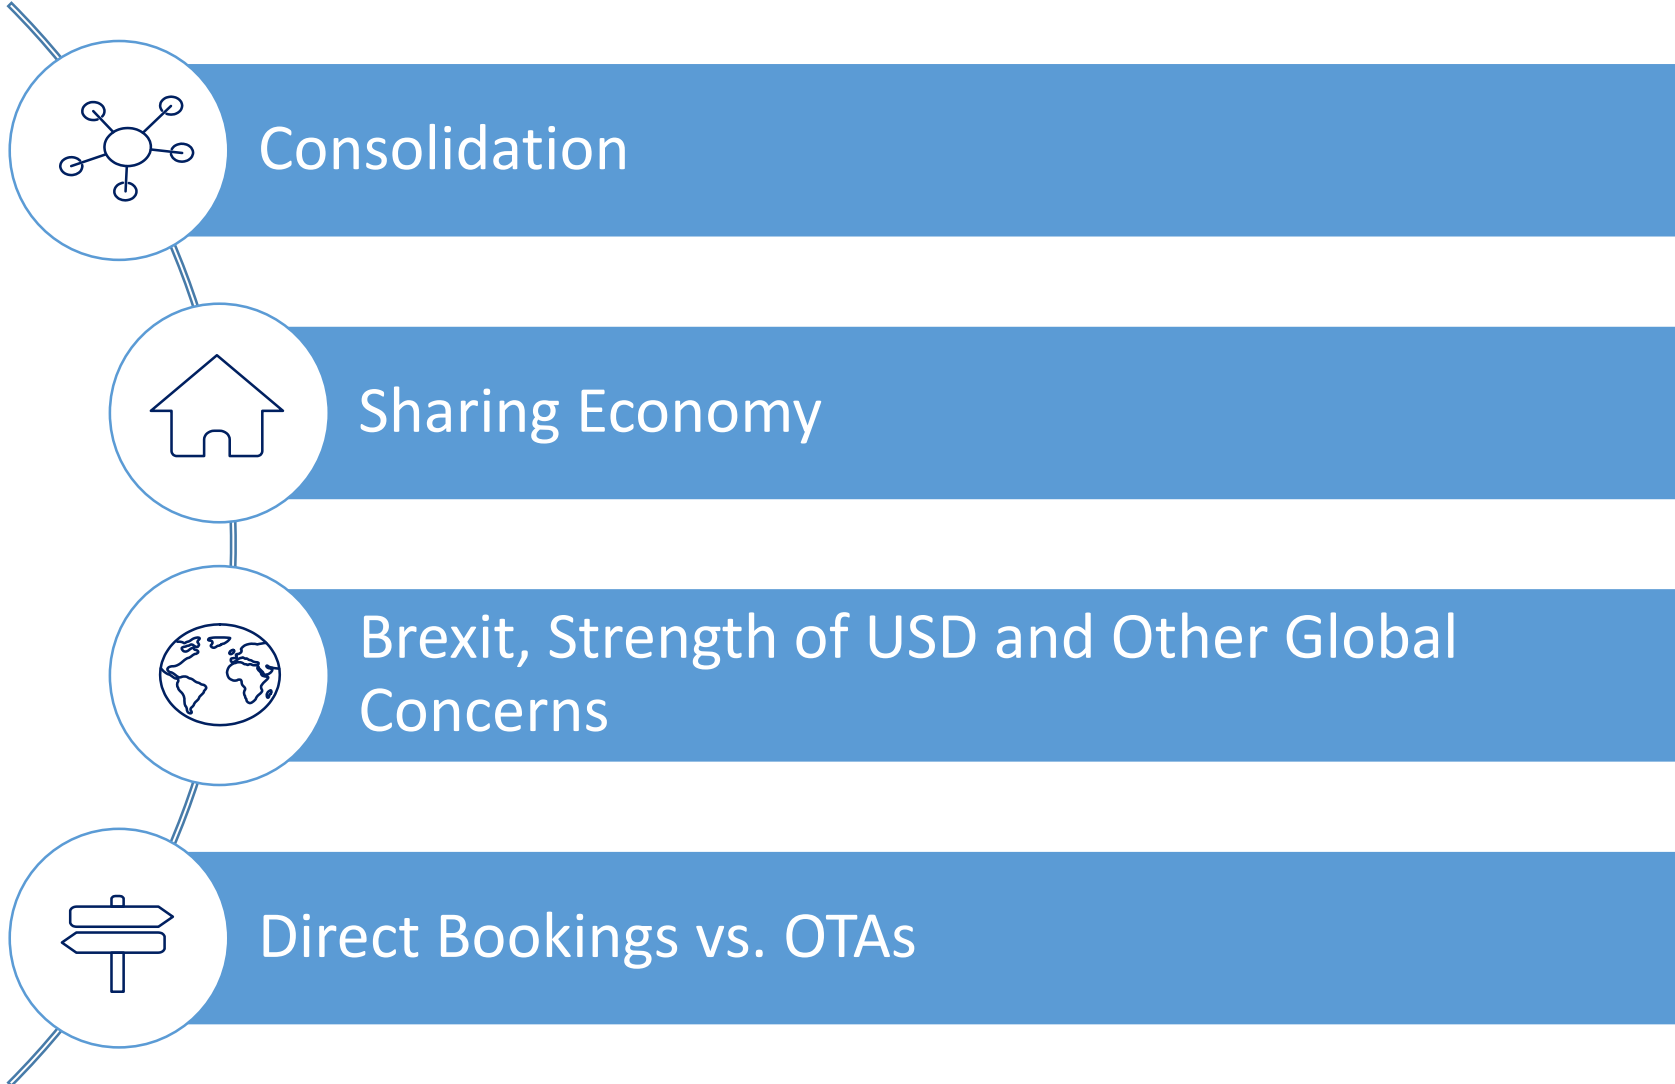 Consolidation
Sharing Economy
Brexit, Strength of USD and Other Global
Concerns
Direct Bookings vs. OTAs